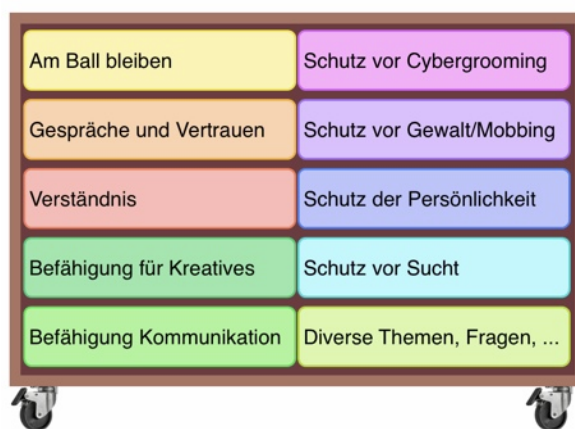 Am Ball bleiben
Gespräche und Vertrauen
Verständnis
Befähigung für Kreatives
Befähigung Kommunikation
Schutz vor Cybergrooming
Schutz vor Gewalt/Mobbing
Schutz der Persönlichkeit
Schutz vor Sucht
Diverse Themen, Fragen, ...